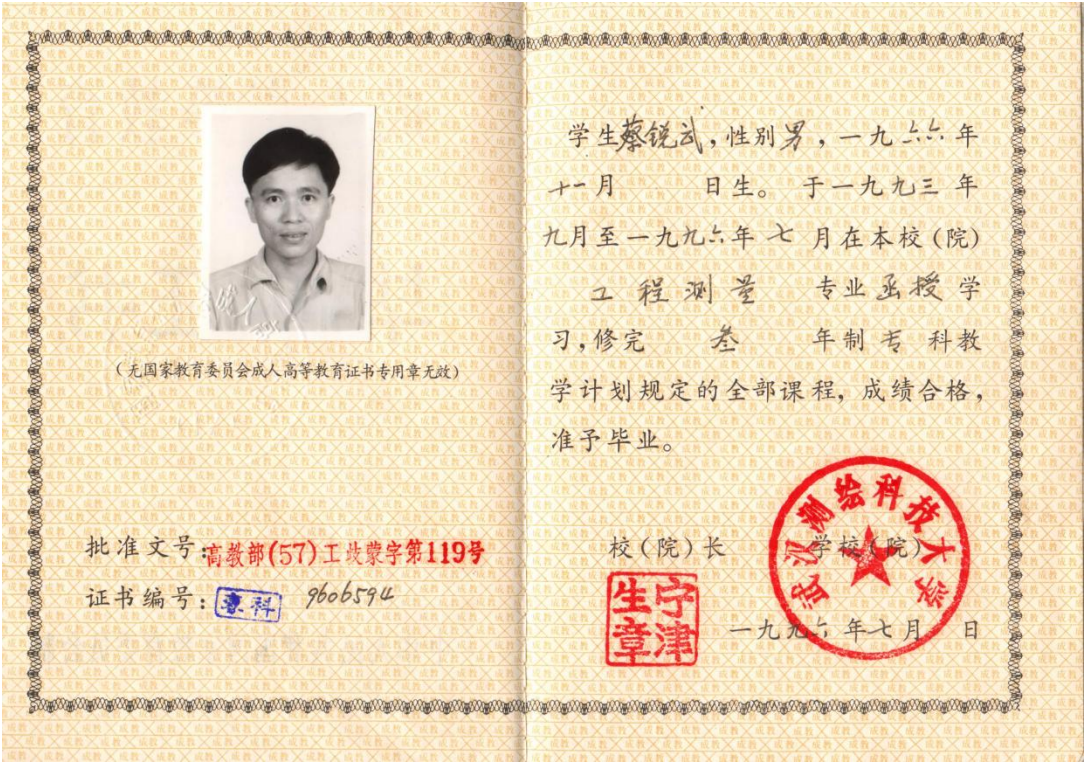 (无国家教育委员会成人高等教育证书专用章无效)
批准文号:高教部(57)工政蒙字第119号
证书编号: 9606594
学生蔡锐武,性别男,一九六六年
十一月 日生。于一九九三年
九月至一九九六年七月在本校(院)
工程测量 专业函授学
习,修完 叁 年制专科教
学计划规定的全部课程,成绩合格,
准予毕业。
校(院)长 学校(院)
宁津生章
武汉测绘科技大学
一九九六年七月 日